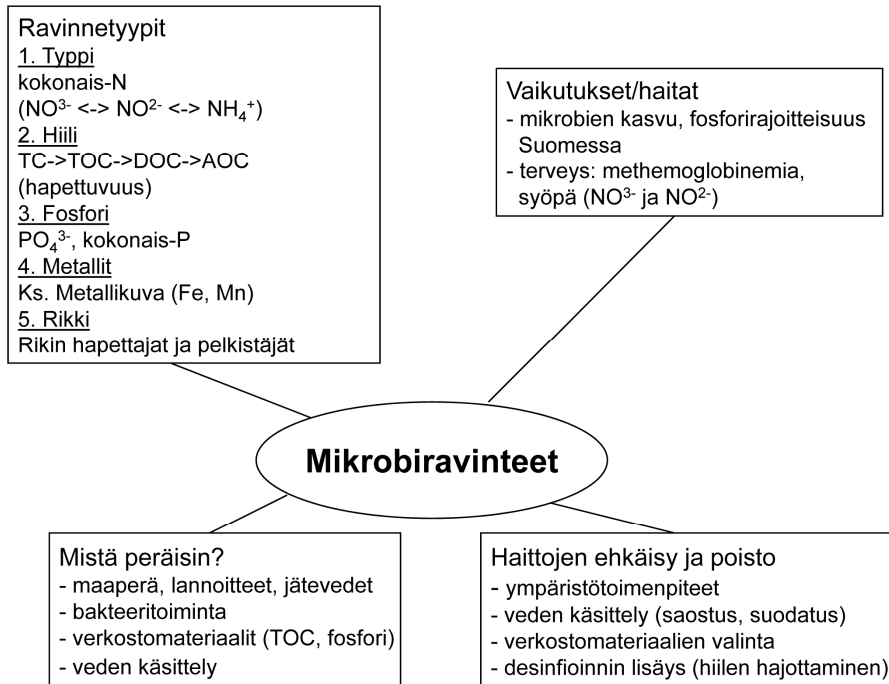 Ravinnetyypit
1. Typpi
kokonais-N
(NO³⁻ <-> NO²⁻ <-> NH₄⁺)
2. Hiili
TC->TOC->DOC->AOC
(hapettuvuus)
3. Fosfori
PO₄³⁻, kokonais-P
4. Metallit
Ks. Metallikuva (Fe, Mn)
5. Rikki
Rikin hapettajat ja pelkistäjät
Vaikutukset/haitat
- mikrobien kasvu, fosforirajoitteisuus
Suomessa
- terveys: methemoglobinemia,
syöpä (NO³⁻ ja NO²⁻)
Mikrobiravinteet
Mistä peräisin?
- maaperä, lannoitteet, jätevedet
- bakteeritoiminta
- verkostomateriaalit (TOC, fosfori)
- veden käsittely
Haittojen ehkäisy ja poisto
- ympäristötoimenpiteet
- veden käsittely (saostus, suodatus)
- verkostomateriaalien valinta
- desinfioinnin lisäys (hiilen hajottaminen)